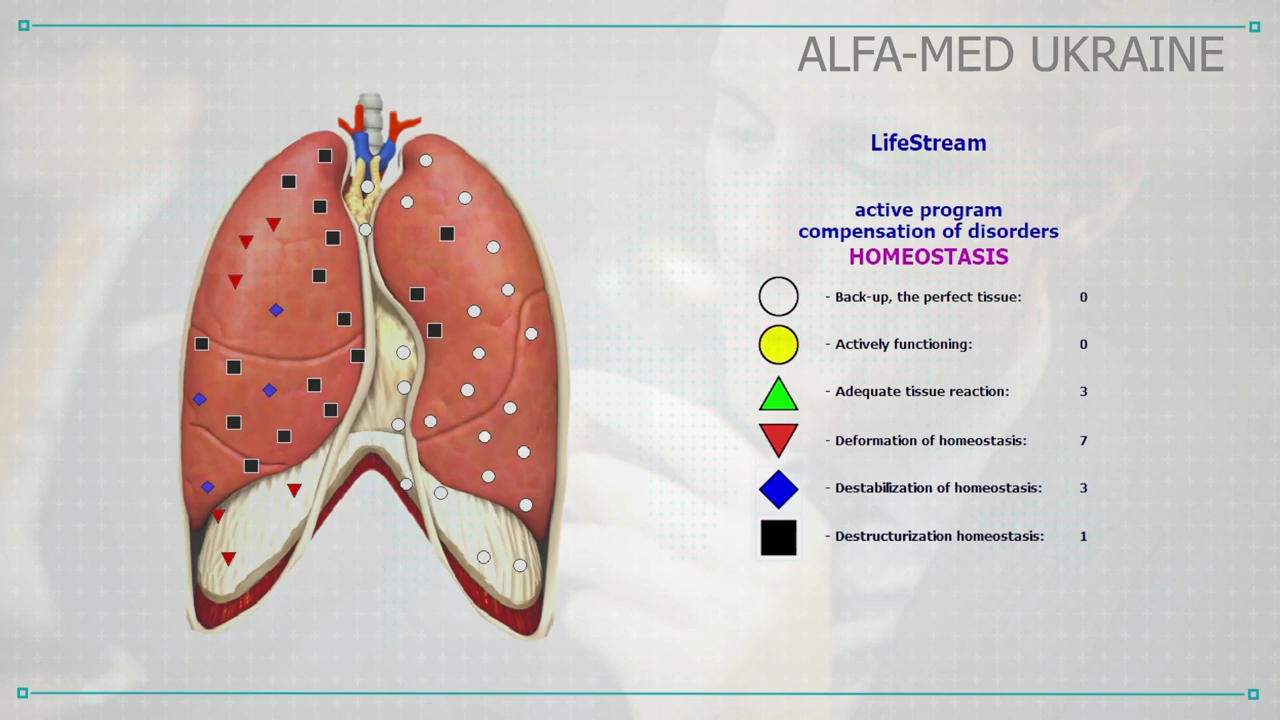 ALFA-MED UKRAINE
LifeStream
active program
compensation of disorders
HOMEOSTASIS
- Back-up, the perfect tissue: 0
- Actively functioning: 0
- Adequate tissue reaction: 3
- Deformation of homeostasis: 7
- Destabilization of homeostasis: 3
- Destructurization homeostasis: 1